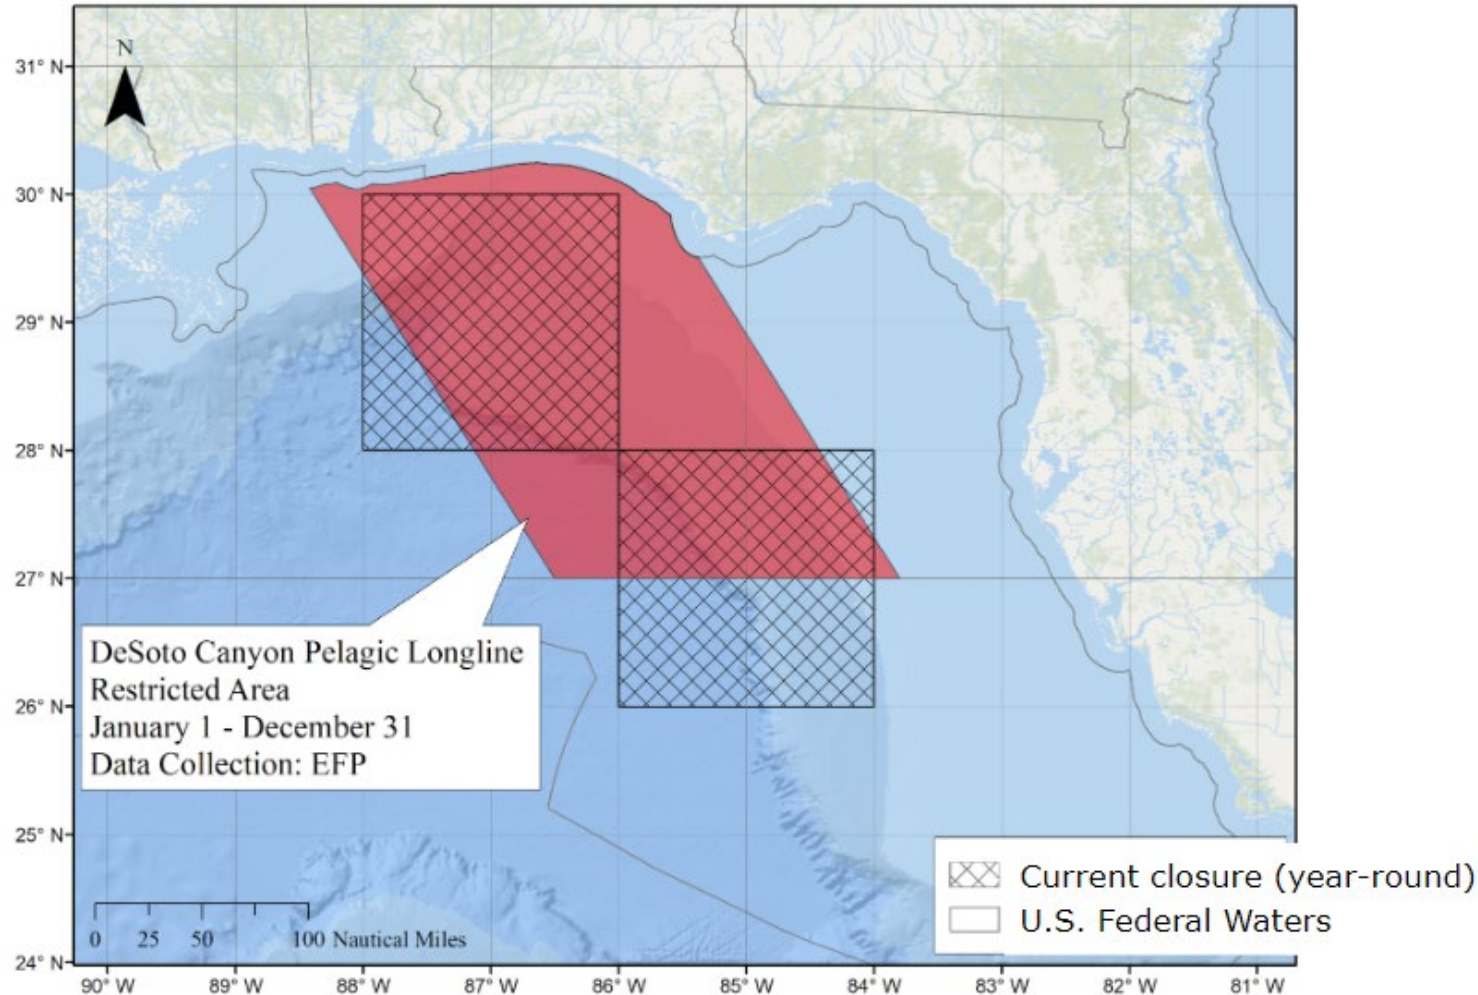 N
31° N
30° N
29° N
28° N
27° N
26° N
25° N
24° N
DeSoto Canyon Pelagic Longline
Restricted Area
January 1 - December 31
Data Collection: EFP
Current closure (year-round)
U.S. Federal Waters
0 25 50 100 Nautical Miles
90° W 89° W 88° W 87° W 86° W 85° W 84° W 83° W 82° W 81° W